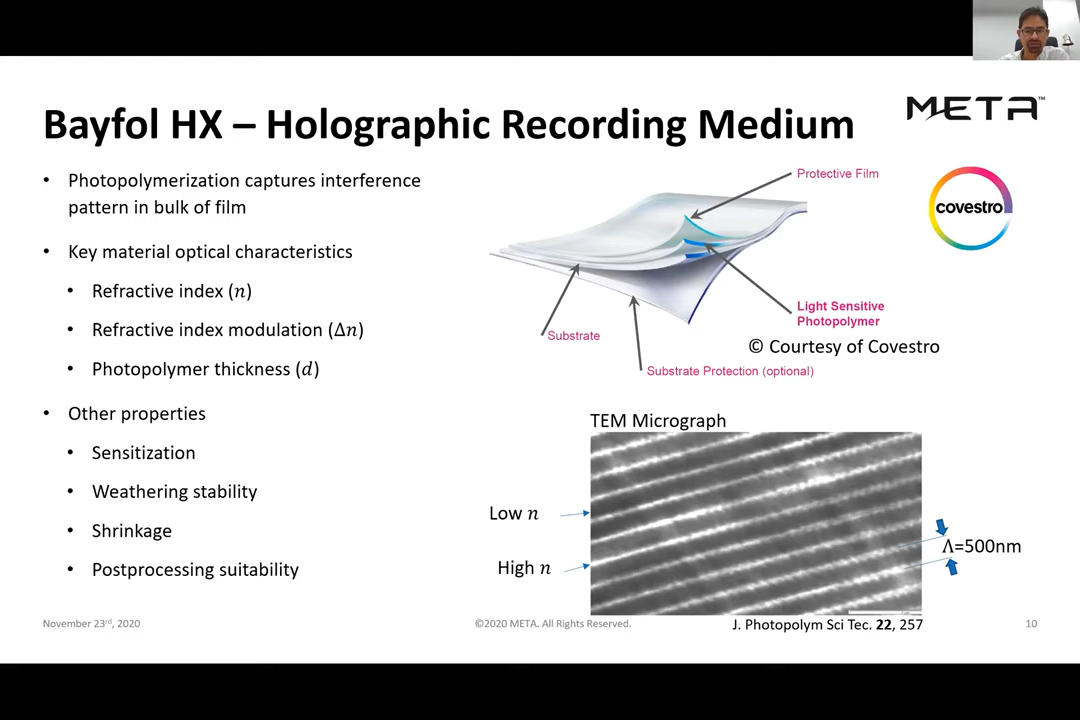 Bayfol HX – Holographic Recording Medium
META™
covestro
• Photopolymerization captures interference
pattern in bulk of film
• Key material optical characteristics
• Refractive index (n)
• Refractive index modulation (Δn)
• Photopolymer thickness (d)
• Other properties
• Sensitization
• Weathering stability
• Shrinkage
• Postprocessing suitability
Protective Film
Light Sensitive
Photopolymer
Substrate
© Courtesy of Covestro
Substrate Protection (optional)
TEM Micrograph
Low n
High n
Λ=500nm
J. Photopolym Sci Tec. 22, 257
November 23rd, 2020
©2020 META. All Rights Reserved.
10